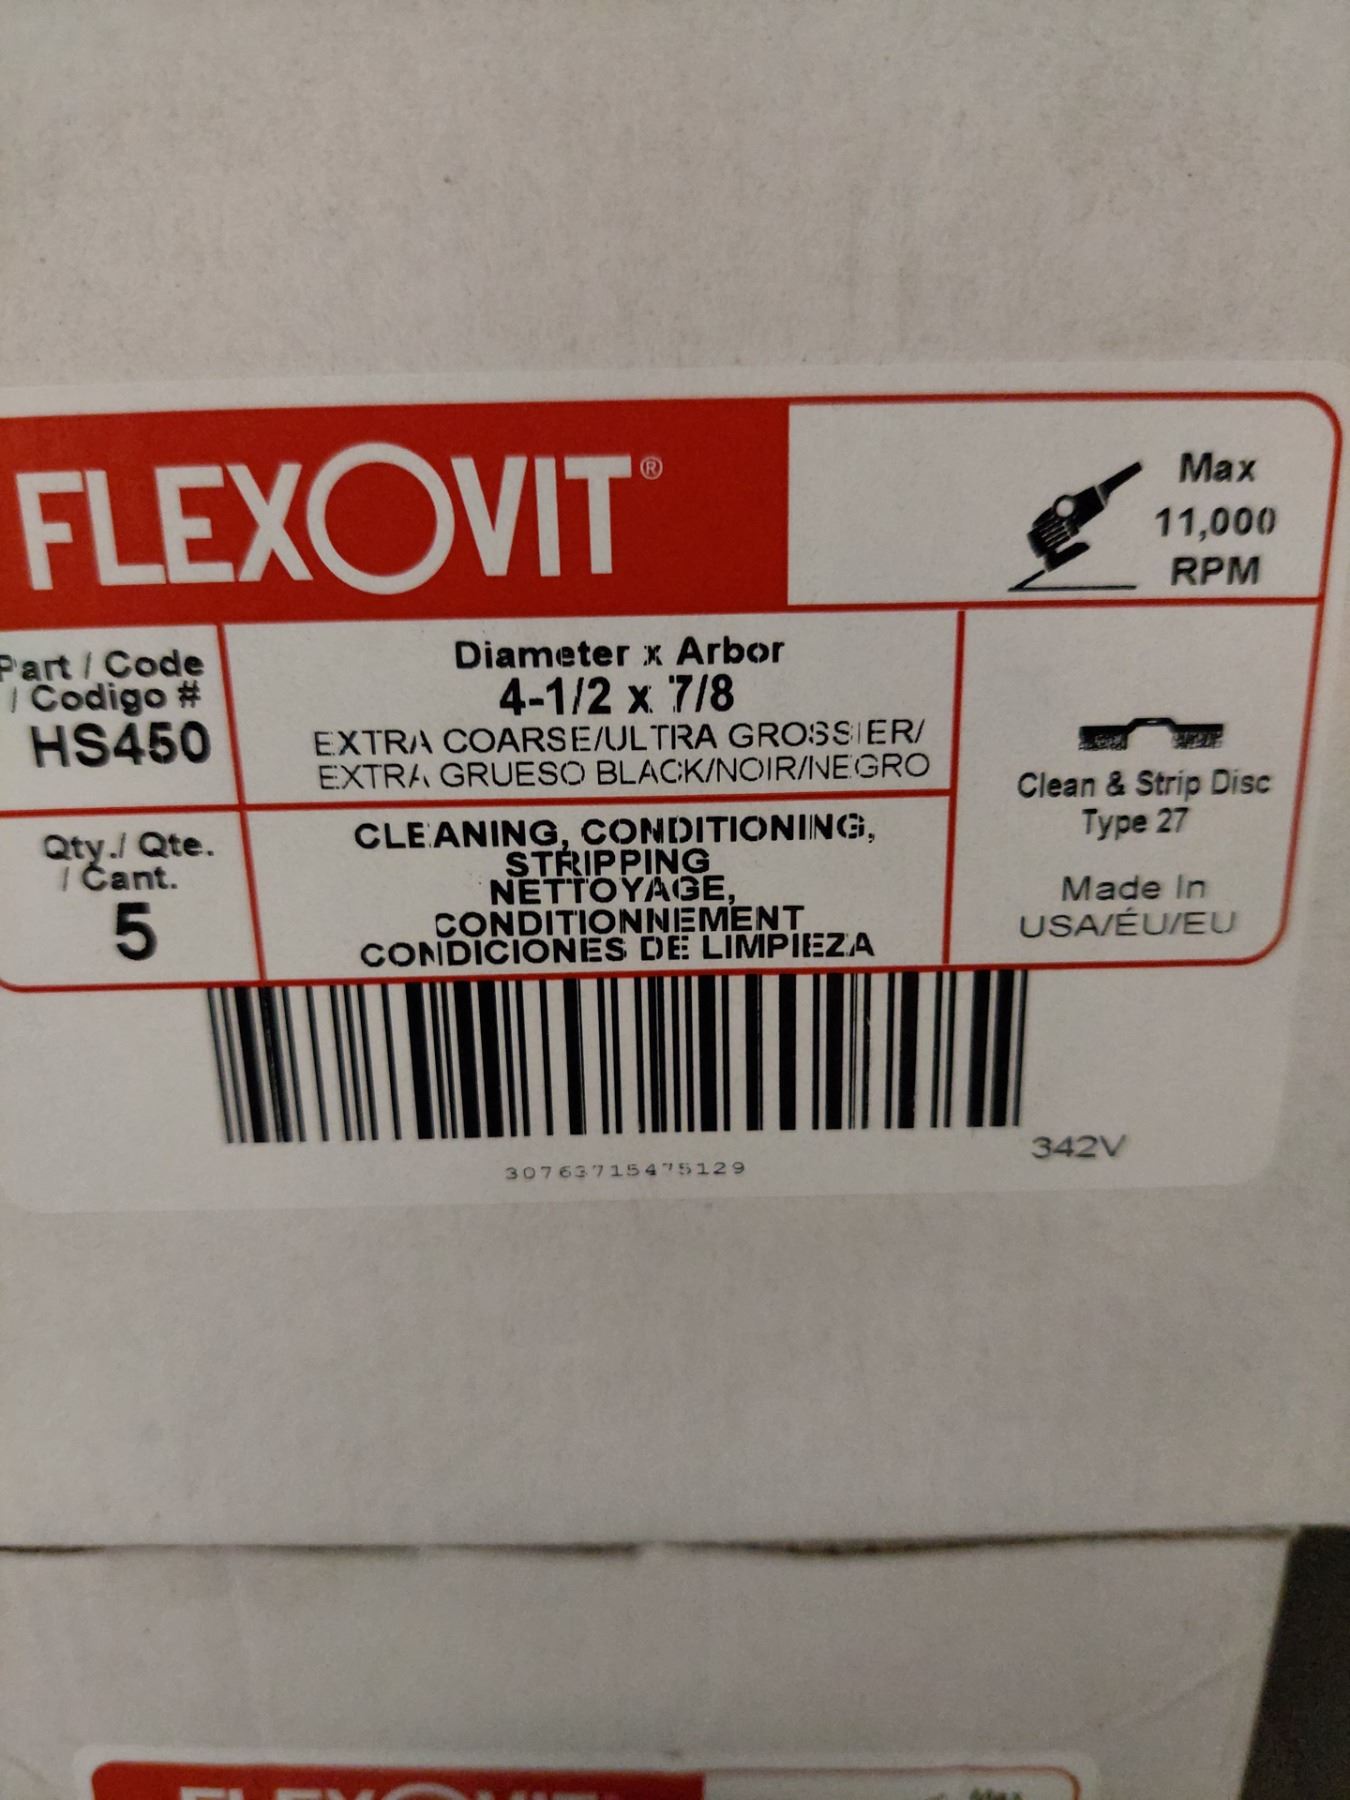 FLEXOVIT®
Max
11,000
RPM
Part / Code
/ Codigo #
HS450
Diameter x Arbor
4-1/2 x 7/8
EXTRA COARSE/ULTRA GROSSIER/
EXTRA GRUESO BLACK/NOIR/NEGRO
Qty./ Qte.
/ Cant.
5
CLEANING, CONDITIONING,
STRIPPING
NETTOYAGE,
CONDITIONNEMENT
CONDICIONES DE LIMPIEZA
Clean & Strip Disc
Type 27
Made In
USA/ÉU/EU
30763715475129
342V
FLEXOVIT